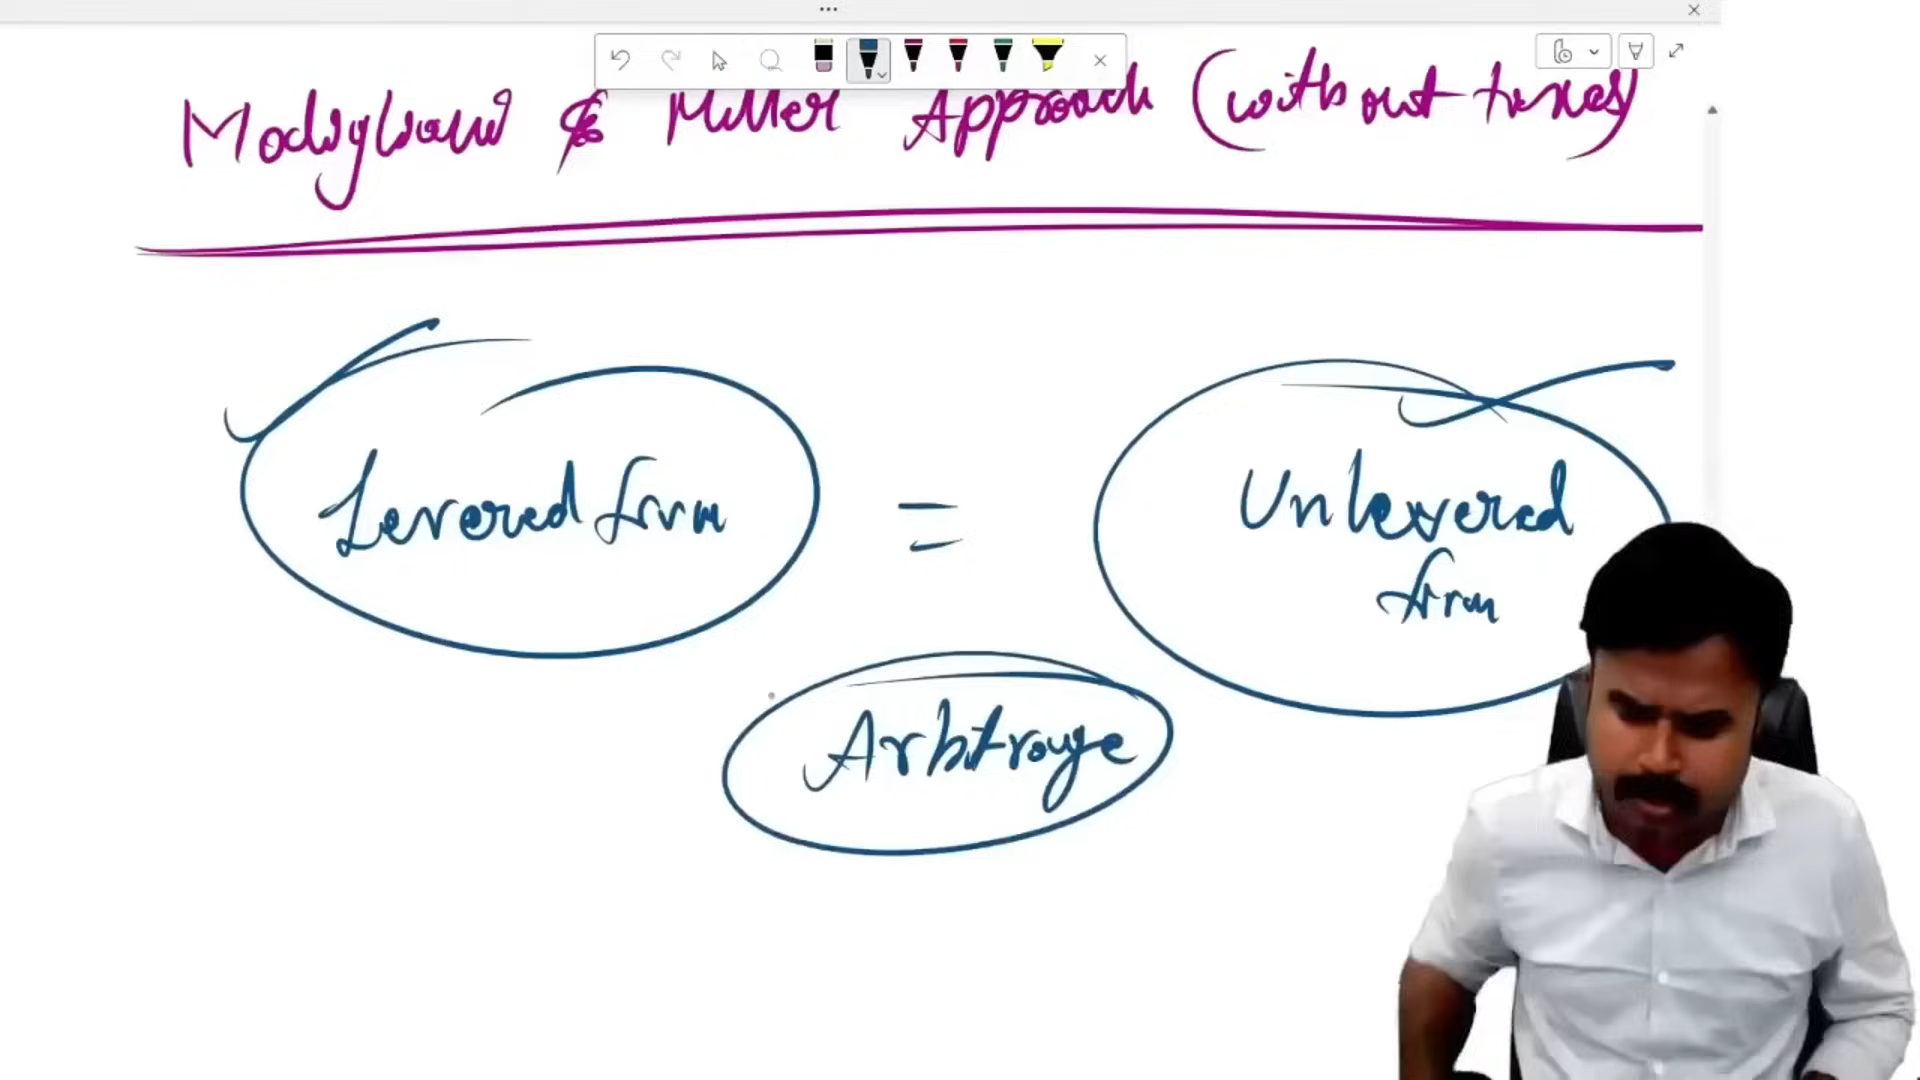 Modigliani & Miller Approach (without taxes)
Levered firm = Unlevered
firm
Arbitrage